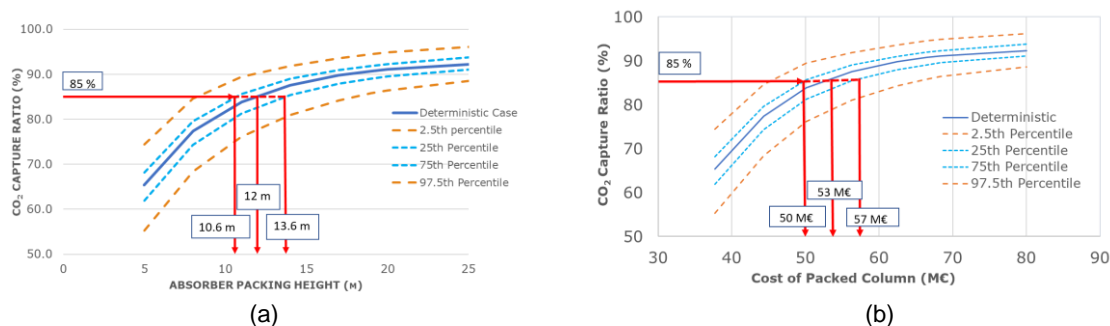 100.0
90.0
80.0
70.0
60.0
50.0
CO2 CAPTURE RATIO (%)
85 %
Deterministic Case
2.5th percentile
25th Percentile
75th Percentile
97.5th Percentile
12 m
10.6 m
13.6 m
0 5 10 15 20 25
ABSORBER PACKING HEIGHT (M)
(a)
100
90
80
70
60
50
CO2 Capture Ratio (%)
85 %
Deterministic
2.5th Percentile
25th Percentile
75th Percentile
97.5th Percentile
53 M€
50 M€
57 M€
30 40 50 60 70 80 90
Cost of Packed Column (M€)
(b)